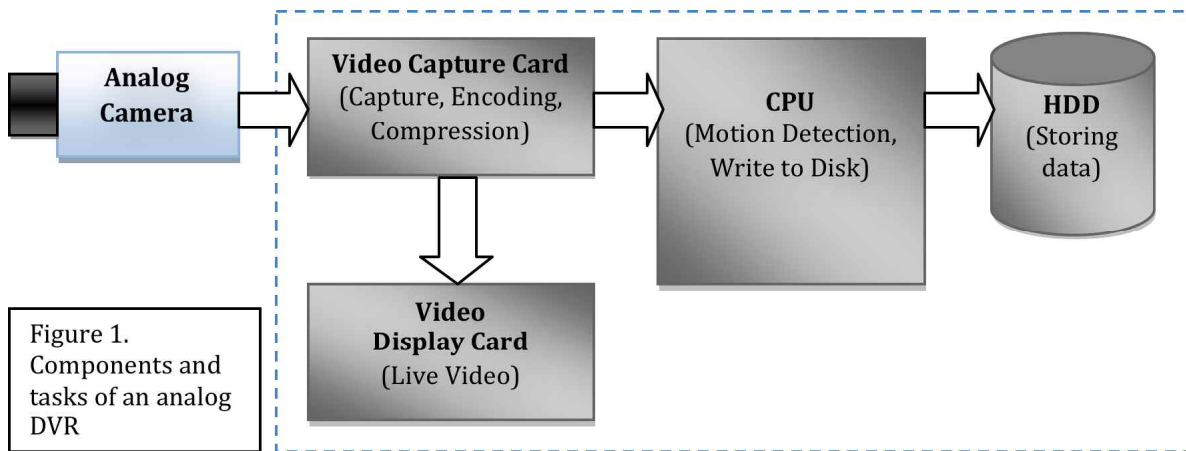 Analog
Camera
Video Capture Card
(Capture, Encoding,
Compression)
CPU
(Motion Detection,
Write to Disk)
HDD
(Storing
data)
Video
Display Card
(Live Video)
Figure 1.
Components and
tasks of an analog
DVR